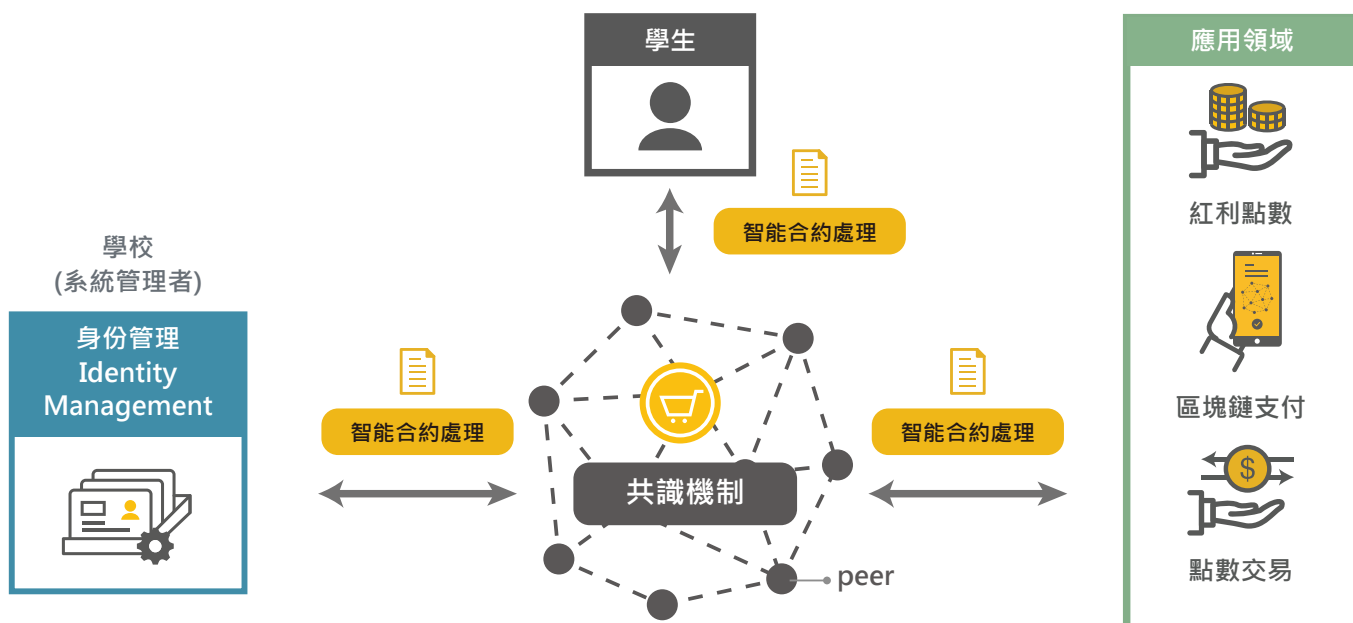 學生
智能合約處理
學校
(系統管理者)
身份管理
Identity
Management
智能合約處理
共識機制
peer
智能合約處理
應用領域
紅利點數
區塊鏈支付
$
點數交易